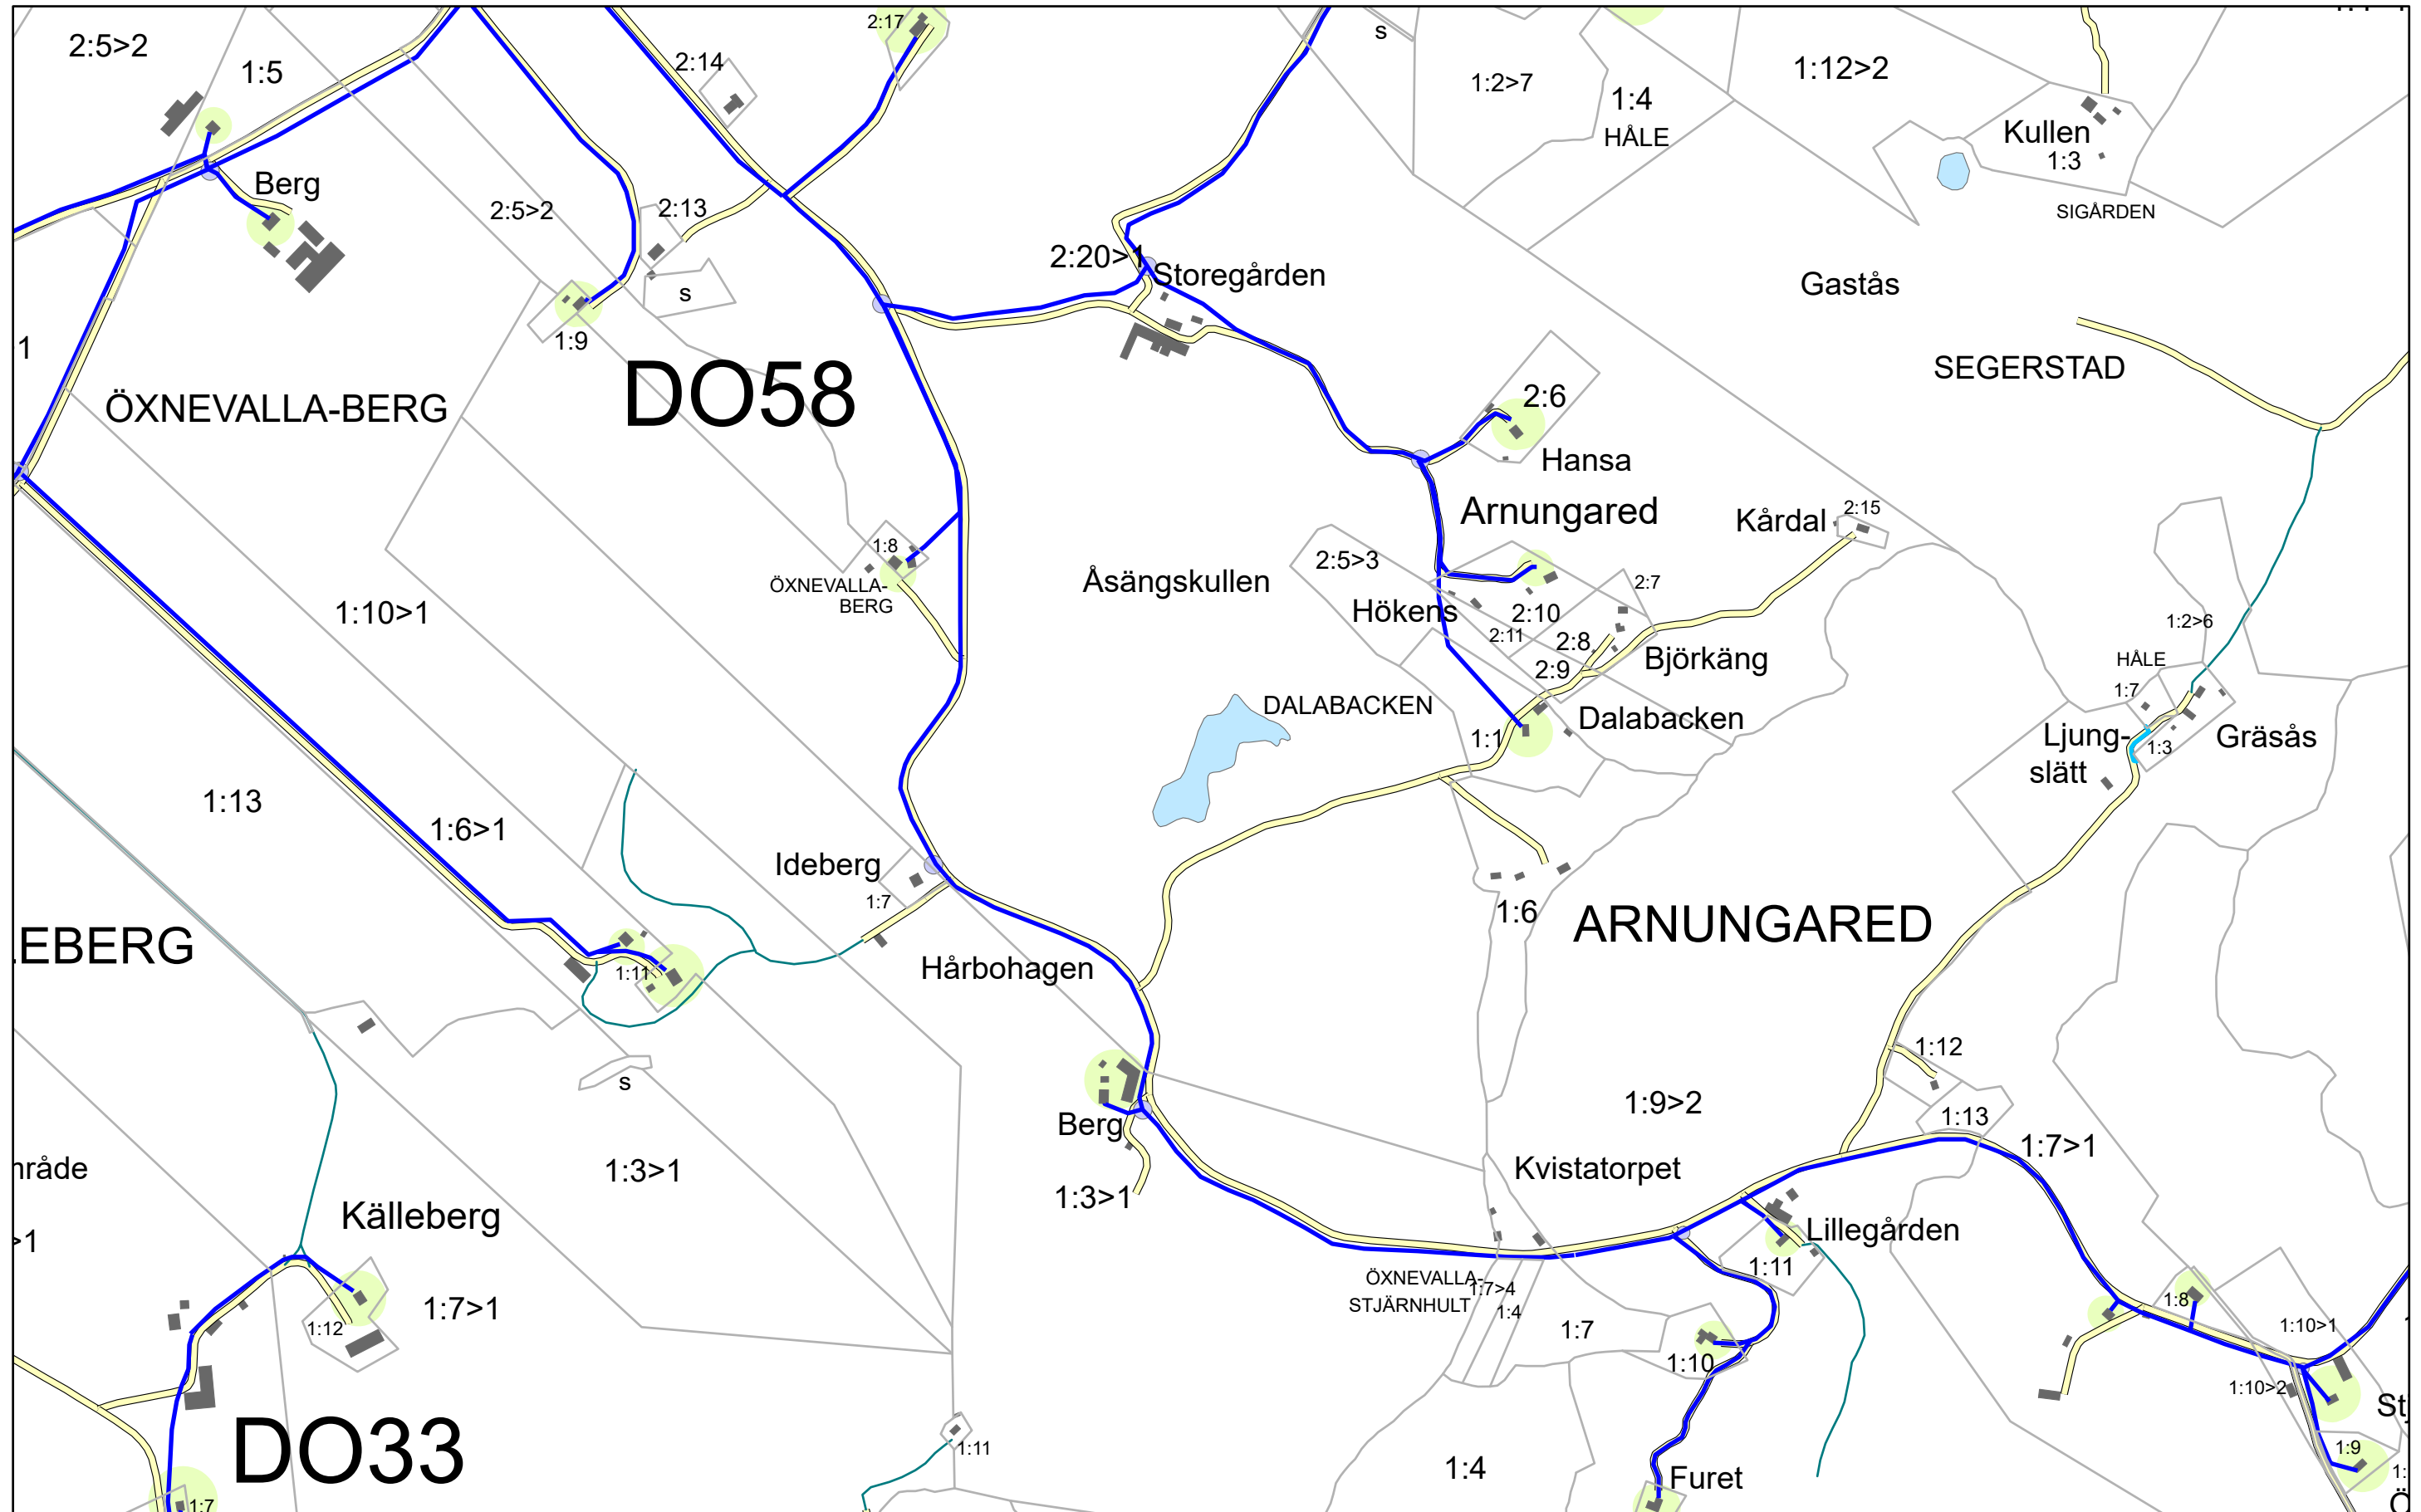 2:17
s
2:5>2
1:5
2:14
1:2>7
1:4
HÅLE
1:12>2
Kullen
1:3
SIGÅRDEN
Berg
2:5>2
2:13
2:20>1
Storegården
Gastås
s
1:9
1
DO58
SEGERSTAD
ÖXNEVALLA-BERG
2:6
Hansa
Arnungared
Kårdal
2:15
1:8
ÖXNEVALLA-
BERG
Åsängskullen
2:5>3
2:7
Hökens
2:10
2:11
2:8
2:9
Björkäng
1:10>1
1:2>6
HÅLE
1:7
DALABACKEN
Dalabacken
1:1
Ljung-
slätt
1:3
Gräsås
1:13
1:6>1
Ideberg
1:7
1:6
ARNUNGARED
EBERG
1:11
Hårbohagen
1:12
s
1:9>2
1:13
Berg
1:7>1
1:3>1
Kvistatorpet
1:3>1
Källeberg
Lillegården
>1
1:11
ÖXNEVALLA-
STJÄRNHULT
1:7>4
1:4
1:7>1
1:12
1:7
1:8
1:10>1
1:10
1:10>2
DO33
1:11
1:9
1:4
Furet
1:7